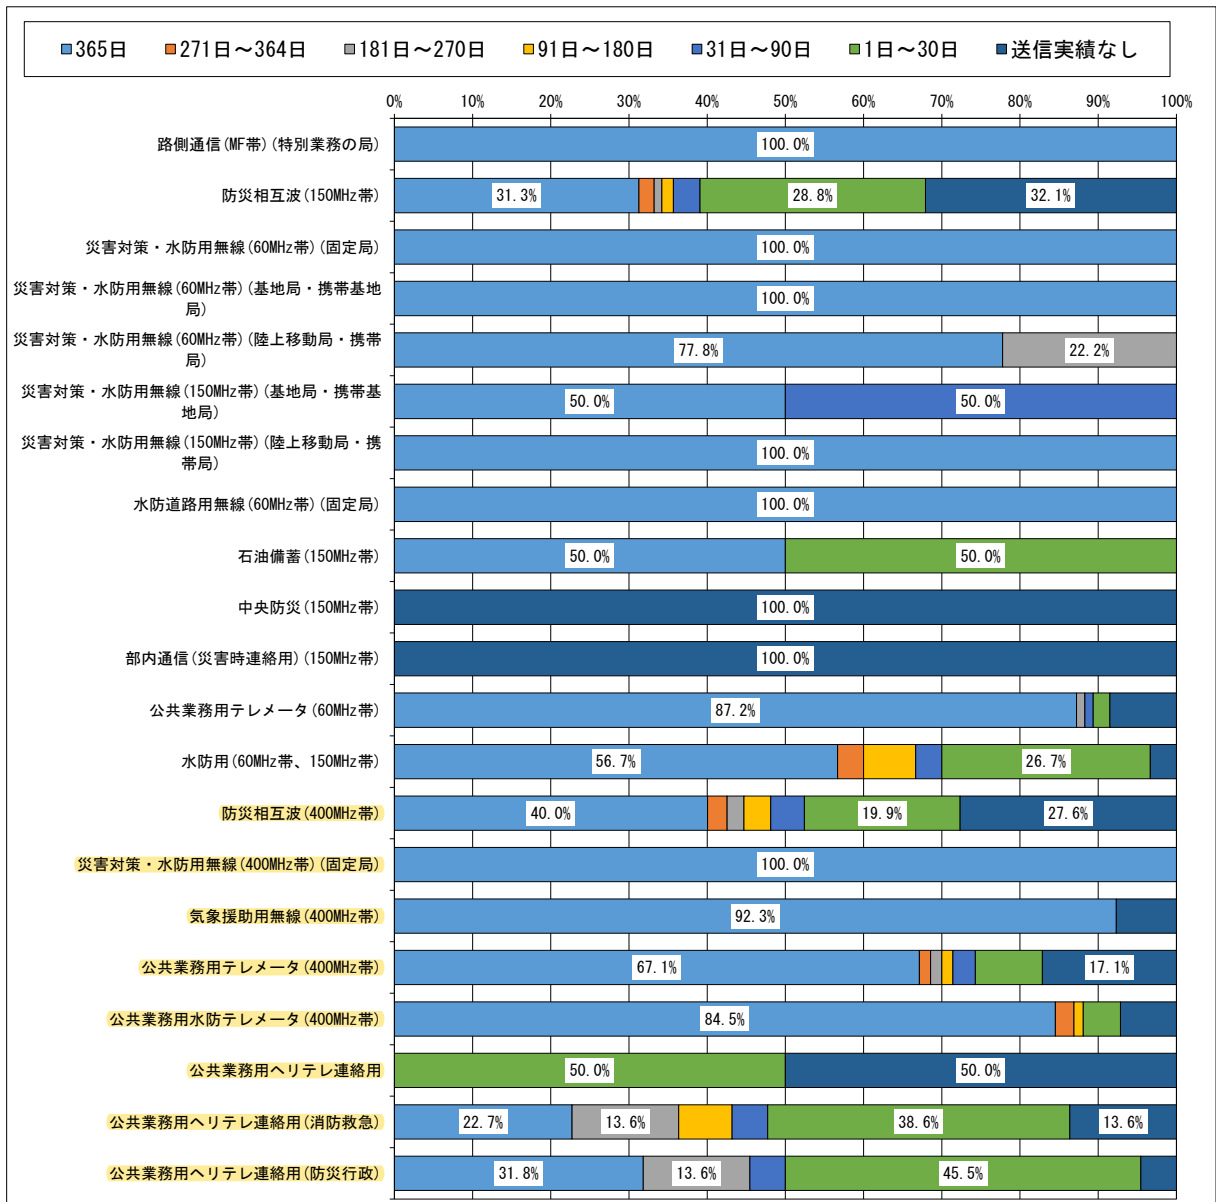 365日 271日～364日 181日～270日 91日～180日 31日～90日 1日～30日 送信実績なし
0% 10% 20% 30% 40% 50% 60% 70% 80% 90% 100%
路側通信(MF帯)(特別業務の局) 100.0%
防災相互波(150MHz帯) 31.3% 28.8% 32.1%
災害対策・水防用無線(60MHz帯)(固定局) 100.0%
災害対策・水防用無線(60MHz帯)(基地局・携帯基地
局) 100.0%
災害対策・水防用無線(60MHz帯)(陸上移動局・携帯
局) 77.8% 22.2%
災害対策・水防用無線(150MHz帯)(基地局・携帯基
地局) 50.0% 50.0%
災害対策・水防用無線(150MHz帯)(陸上移動局・携
帯局) 100.0%
水防道路用無線(60MHz帯)(固定局) 100.0%
石油備蓄(150MHz帯) 50.0% 50.0%
中央防災(150MHz帯) 100.0%
部内通信(災害時連絡用)(150MHz帯) 100.0%
公共業務用テレメータ(60MHz帯) 87.2%
水防用(60MHz帯、150MHz帯) 56.7% 26.7%
防災相互波(400MHz帯) 40.0% 19.9% 27.6%
災害対策・水防用無線(400MHz帯)(固定局) 100.0%
気象援助用無線(400MHz帯) 92.3%
公共業務用テレメータ(400MHz帯) 67.1% 17.1%
公共業務用水防テレメータ(400MHz帯) 84.5%
公共業務用ヘリテレ連絡用 50.0% 50.0%
公共業務用ヘリテレ連絡用(消防救急) 22.7% 13.6% 38.6% 13.6%
公共業務用ヘリテレ連絡用(防災行政) 31.8% 13.6% 45.5%